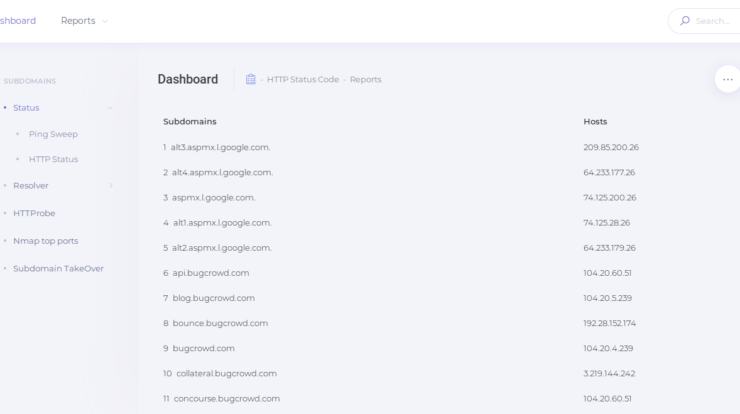 shboard Reports Search...
SUBDOMAINS
Status
Ping Sweep
HTTP Status
Resolver
HTTProbe
Nmap top ports
Subdomain TakeOver
Dashboard - HTTP Status Code - Reports
Subdomains Hosts
1 alt3.aspmx.l.google.com. 209.85.200.26
2 alt4.aspmx.l.google.com. 64.233.177.26
3 aspmx.l.google.com. 74.125.200.26
4 alt1.aspmx.l.google.com. 74.125.28.26
5 alt2.aspmx.l.google.com. 64.233.179.26
6 api.bugcrowd.com 104.20.60.51
7 blog.bugcrowd.com 104.20.5.239
8 bounce.bugcrowd.com 192.28.152.174
9 bugcrowd.com 104.20.4.239
10 collateral.bugcrowd.com 3.219.144.242
11 concourse.bugcrowd.com 104.20.60.51